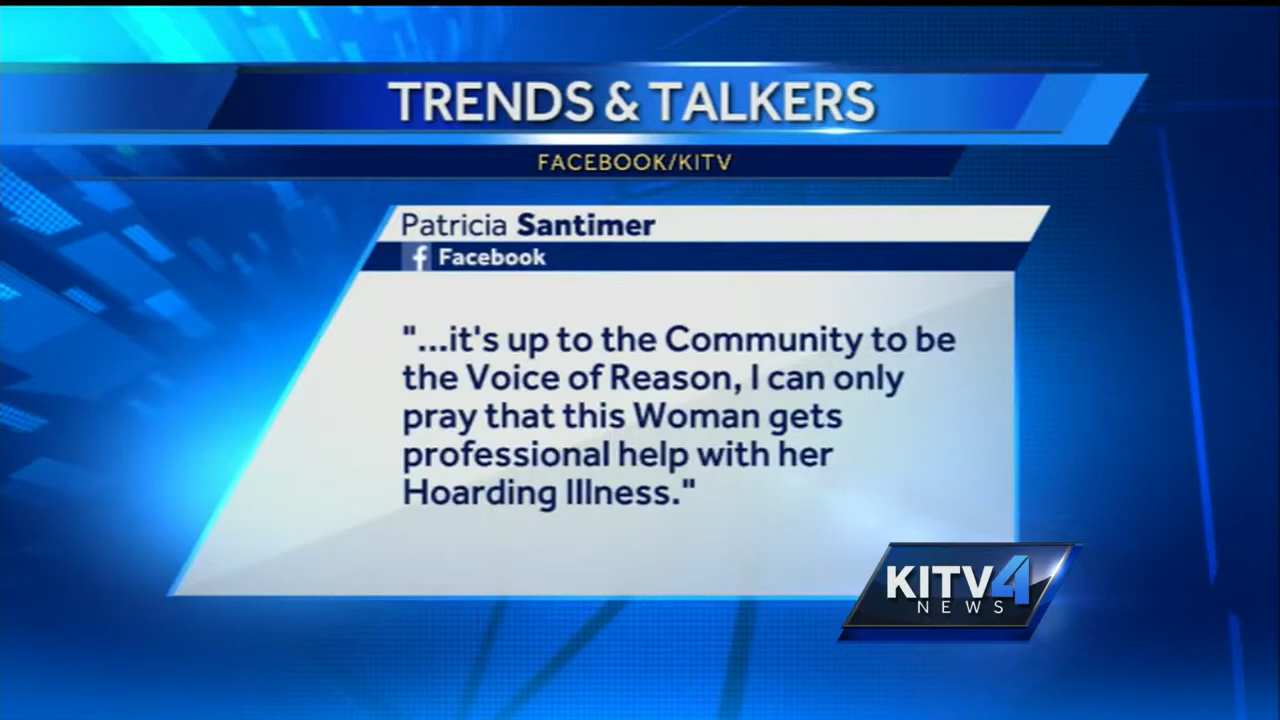 TRENDS & TALKERS
FACEBOOK/KITV
Patricia Santimer
f Facebook
"...it's up to the Community to be
the Voice of Reason, I can only
pray that this Woman gets
professional help with her
Hoarding Illness."
KITV4
NEWS